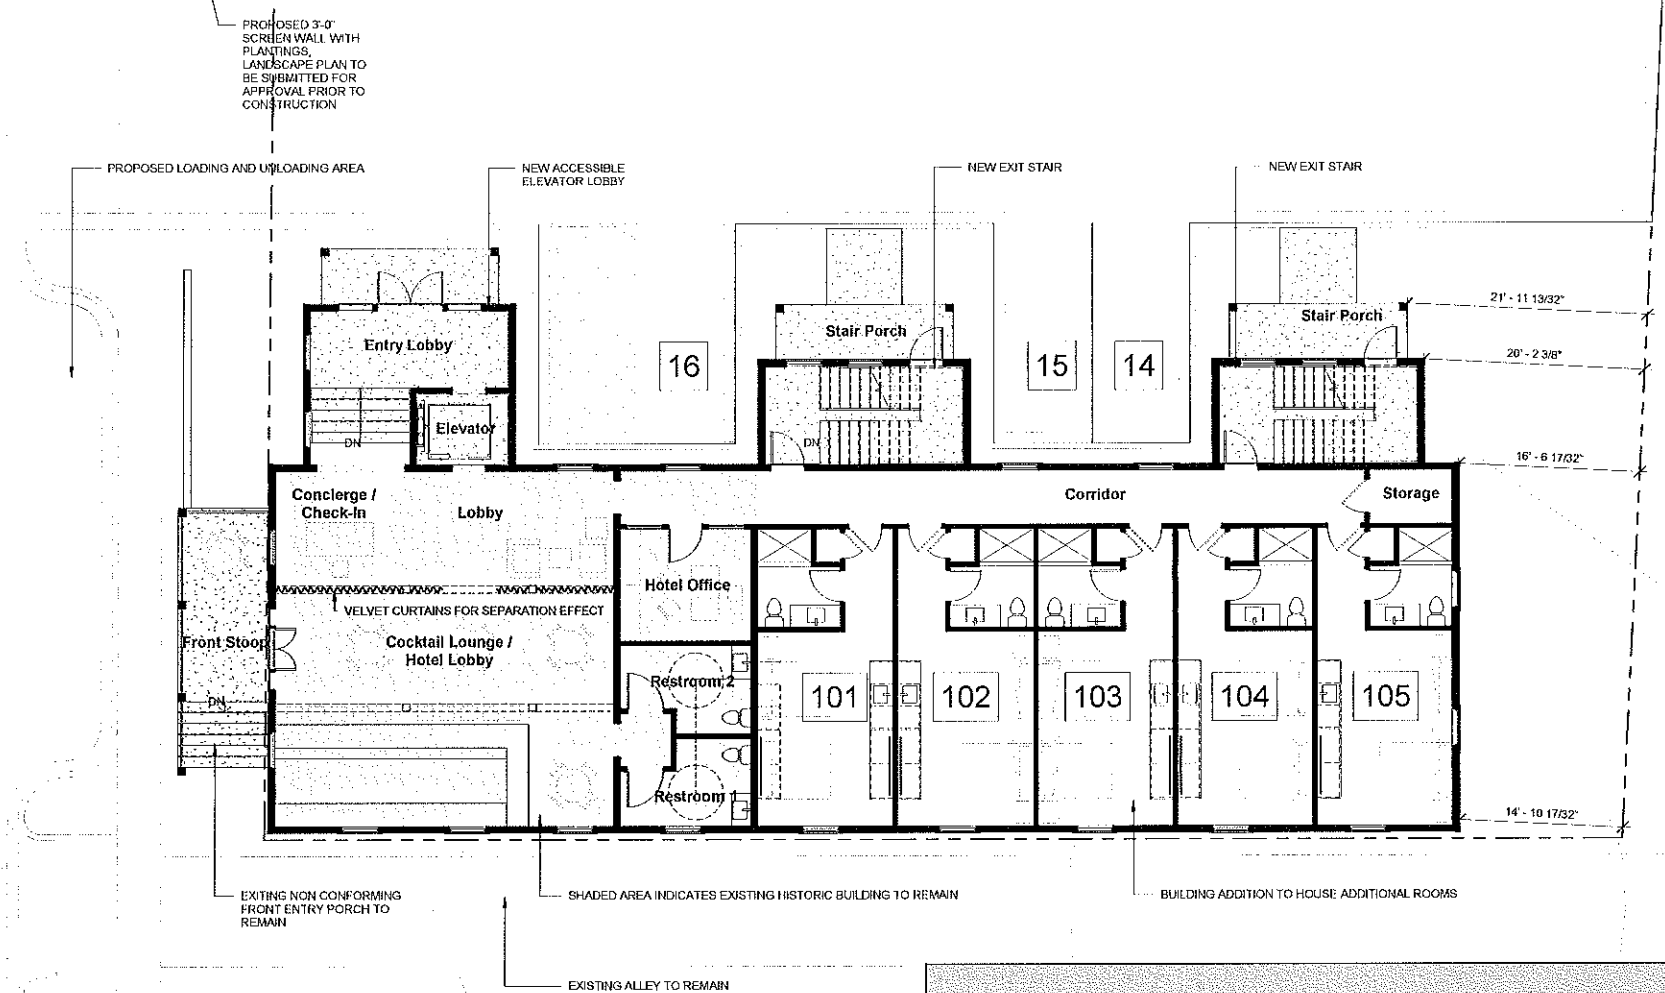 PROPOSED 3'-0"
SCREEN WALL WITH
PLANTINGS,
LANDSCAPE PLAN TO
BE SUBMITTED FOR
APPROVAL PRIOR TO
CONSTRUCTION
PROPOSED LOADING AND UNLOADING AREA
NEW ACCESSIBLE
ELEVATOR LOBBY
NEW EXIT STAIR
NEW EXIT STAIR
21' - 11 13/32"
Entry Lobby
16
Stair Porch
15
14
Stair Porch
20' - 2 3/8"
Elevator
DN
DN
16' - 6 17/32"
Concierge /
Check-In
Lobby
Corridor
Storage
Hotel Office
VELVET CURTAINS FOR SEPARATION EFFECT
Front Stoop
Cocktail Lounge /
Hotel Lobby
Restroom 2
101
102
103
104
105
DN
Restroom 1
14' - 10 17/32"
EXITING NON CONFORMING
FRONT ENTRY PORCH TO
REMAIN
SHADED AREA INDICATES EXISTING HISTORIC BUILDING TO REMAIN
BUILDING ADDITION TO HOUSE ADDITIONAL ROOMS
EXISTING ALLEY TO REMAIN